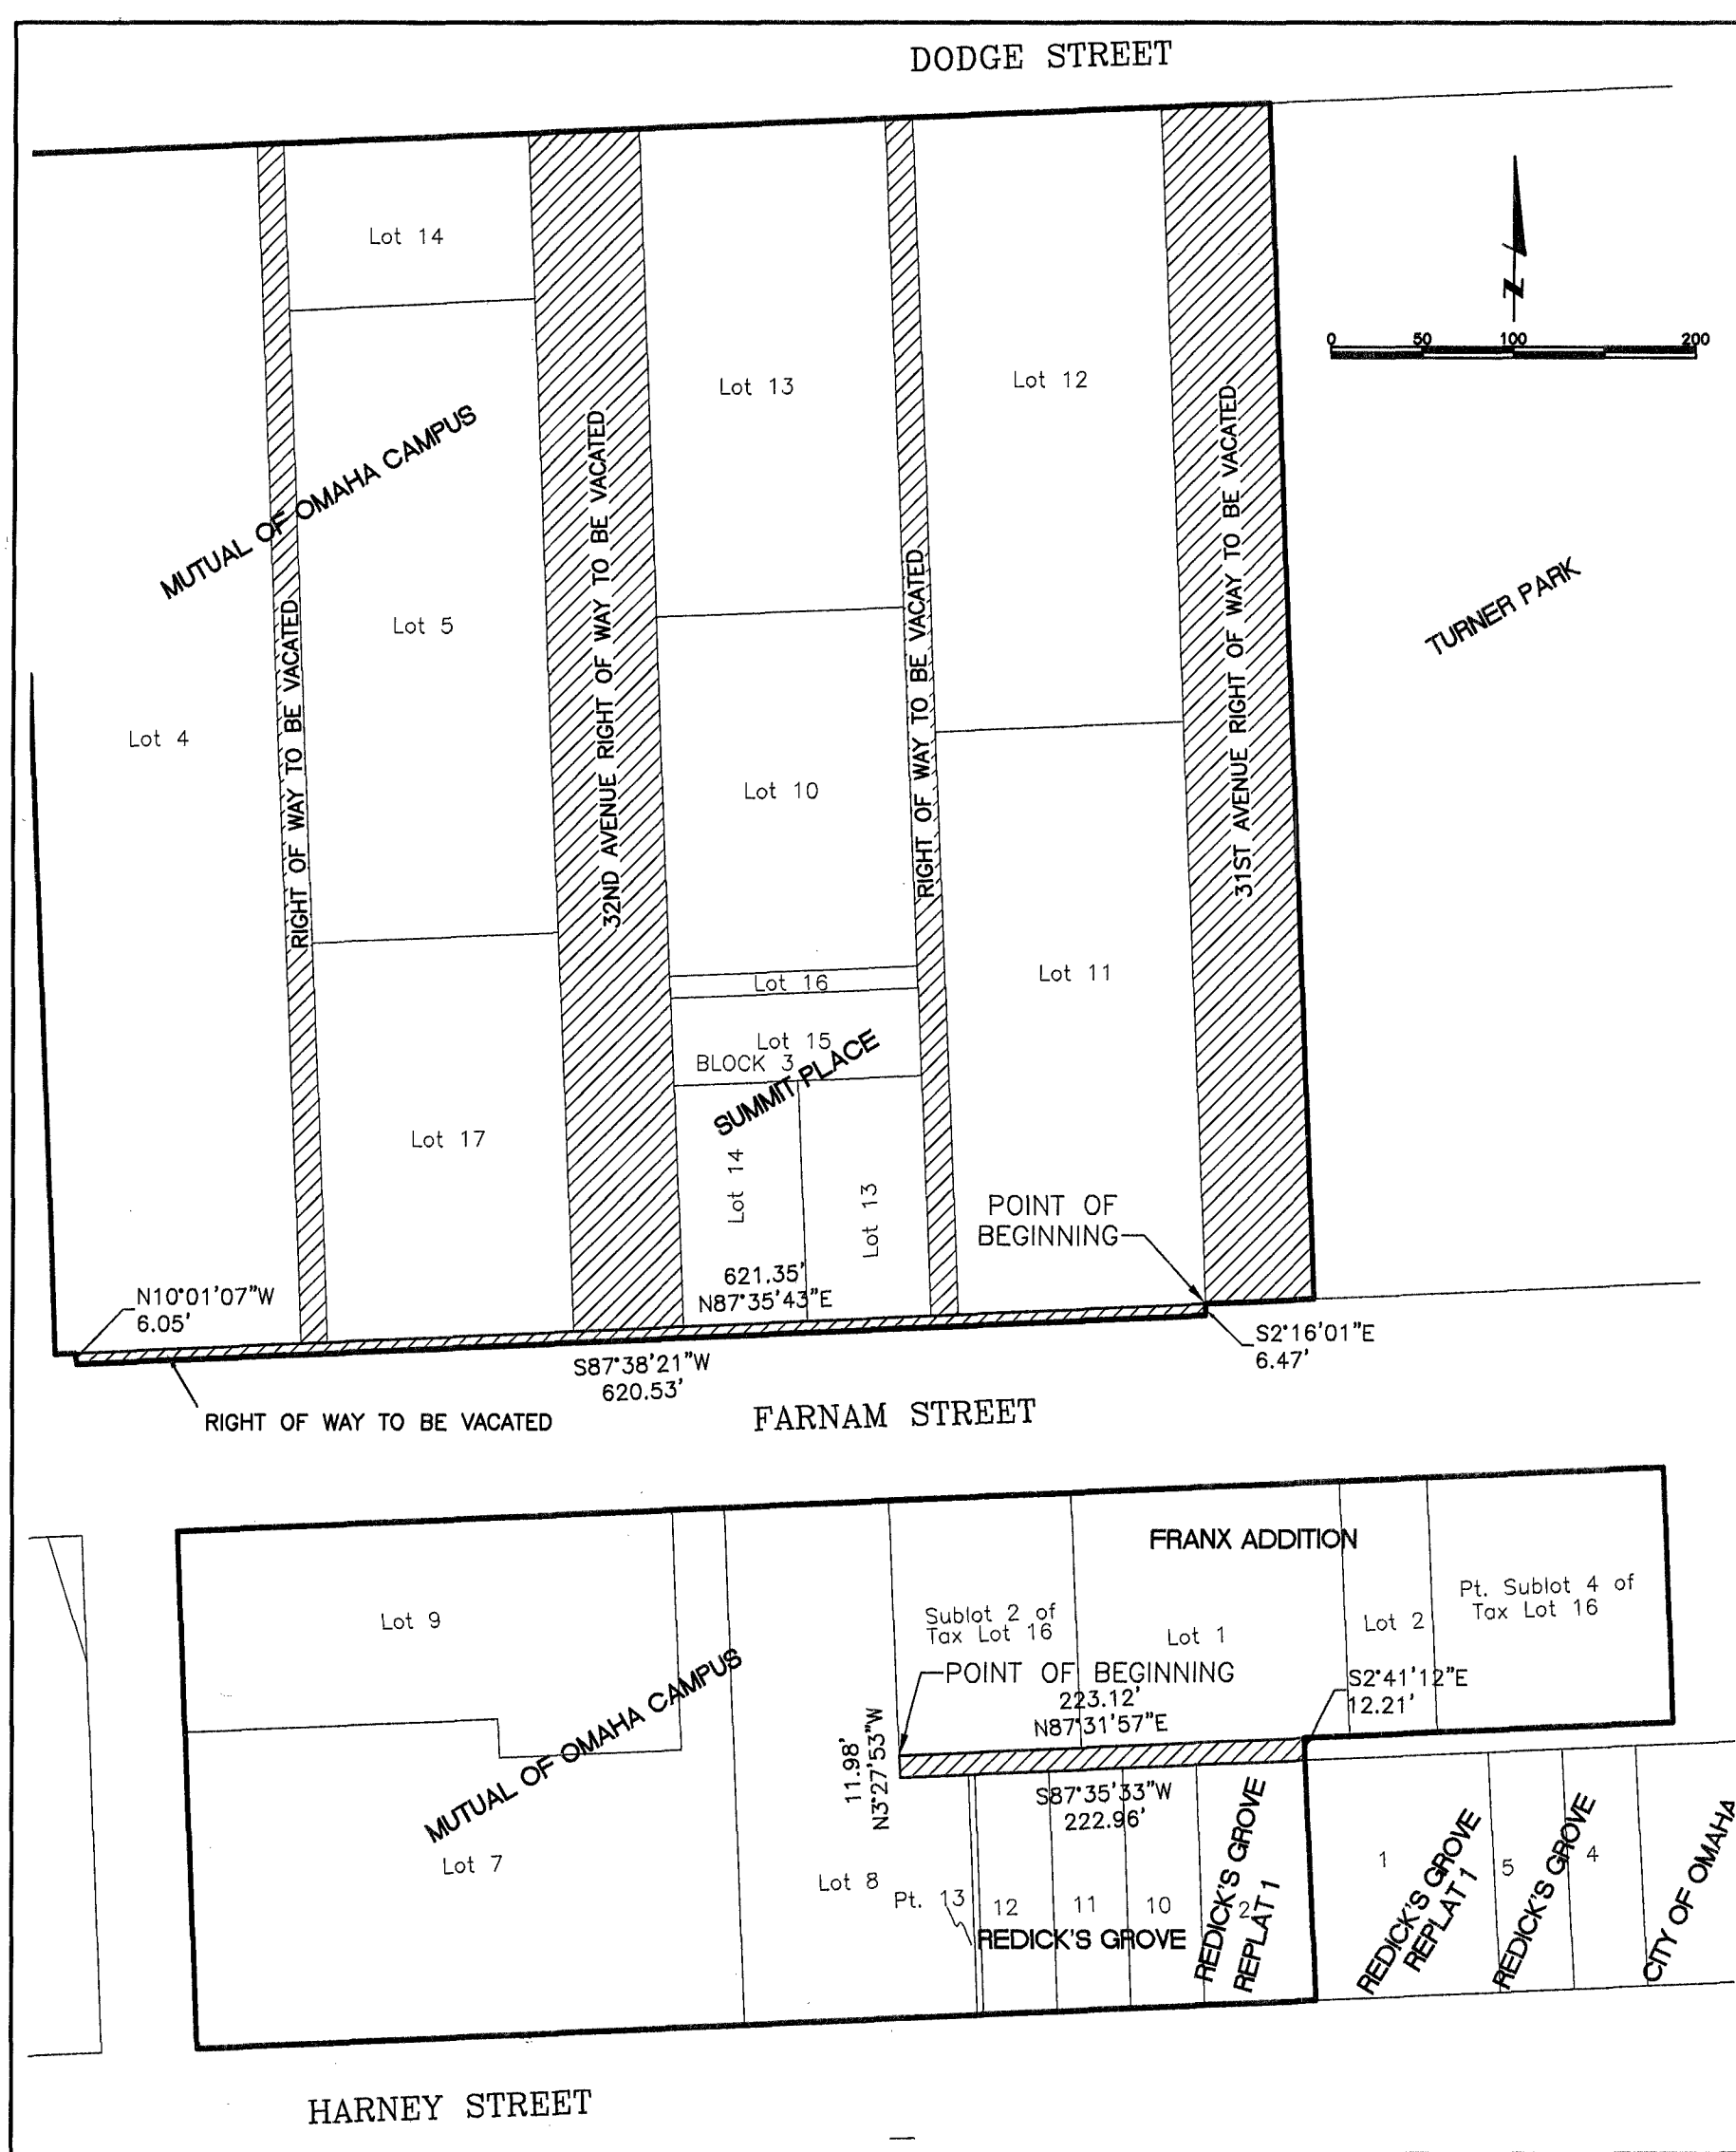 DODGE STREET
Lot 14
Lot 13
Lot 12
0 50 100 200
N
MUTUAL OF OMAHA CAMPUS
32ND AVENUE RIGHT OF WAY TO BE VACATED
31ST AVENUE RIGHT OF WAY TO BE VACATED
TURNER PARK
RIGHT OF WAY TO BE VACATED
RIGHT OF WAY TO BE VACATED
Lot 4
Lot 5
Lot 10
Lot 11
Lot 16
Lot 15
BLOCK 3
SUMMIT PLACE
Lot 17
Lot 14
Lot 13
POINT OF
BEGINNING
621.35'
N87°35'43"E
N10°01'07"W
6.05'
S2°16'01"E
6.47'
S87°38'21"W
620.53'
RIGHT OF WAY TO BE VACATED
FARNAM STREET
FRANX ADDITION
Lot 9
Sublot 2 of
Tax Lot 16
Lot 1
Lot 2
Pt. Sublot 4 of
Tax Lot 16
POINT OF BEGINNING
223.12'
N87°31'57"E
S2°41'12"E
12.21'
MUTUAL OF OMAHA CAMPUS
11.98'
N3°27'53"W
S87°35'33"W
222.96'
Lot 7
Lot 8
Pt. 13
12
11
10
2
REDICK'S GROVE
REDICK'S GROVE
REPLAT 1
1
REDICK'S GROVE
REPLAT 1
5
4
REDICK'S GROVE
CITY OF OMAHA
HARNEY STREET